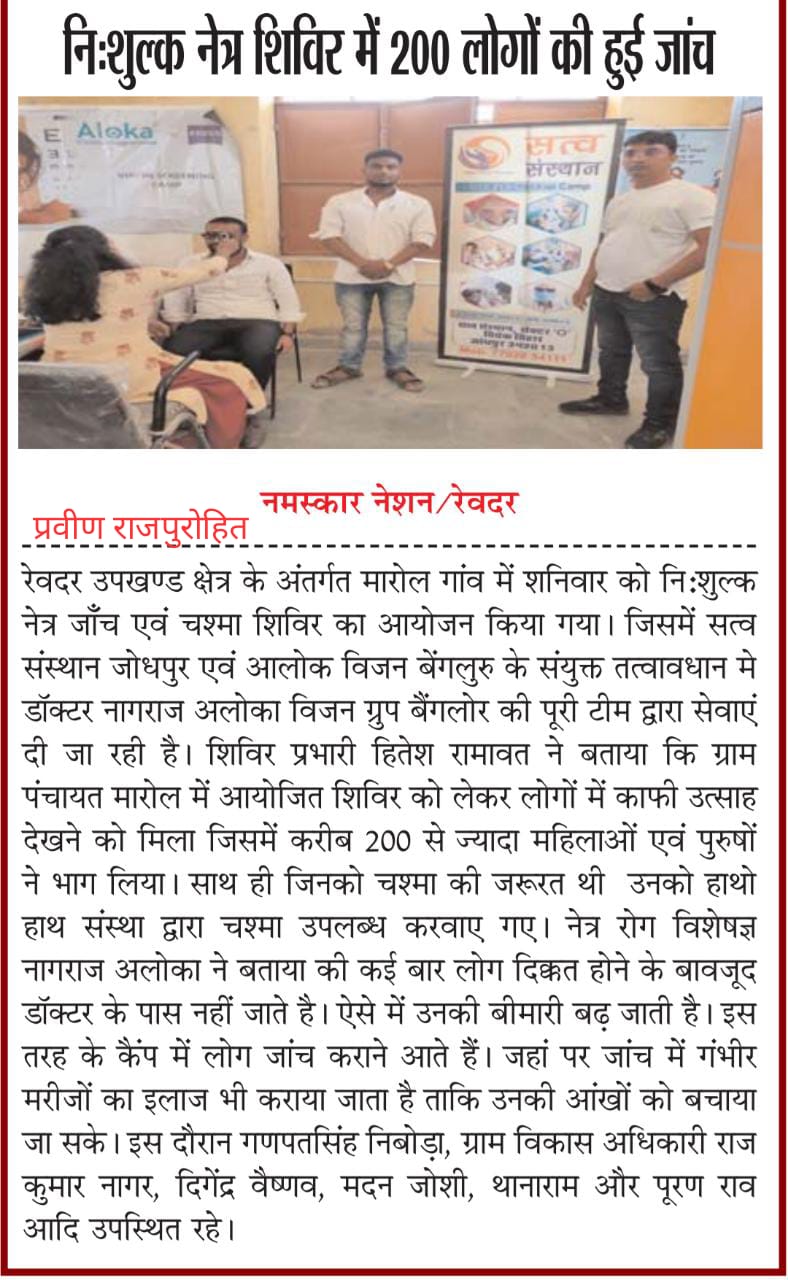 निःशुल्क नेत्र शिविर में 200 लोगों की हुई जांच
E
Aloka
सत्व
संस्थान
Camp
नमस्कार नेशन/रेवदर
प्रवीण राजपुरोहित
रेवदर उपखण्ड क्षेत्र के अंतर्गत मारोल गांव में शनिवार को नि:शुल्क
नेत्र जाँच एवं चश्मा शिविर का आयोजन किया गया। जिसमें सत्व
संस्थान जोधपुर एवं आलोक विजन बेंगलुरु के संयुक्त तत्वावधान मे
डॉक्टर नागराज अलोका विजन ग्रुप बैंगलोर की पूरी टीम द्वारा सेवाएं
दी जा रही है। शिविर प्रभारी हितेश रामावत ने बताया कि ग्राम
पंचायत मारोल में आयोजित शिविर को लेकर लोगों में काफी उत्साह
देखने को मिला जिसमें करीब 200 से ज्यादा महिलाओं एवं पुरुषों
ने भाग लिया। साथ ही जिनको चश्मा की जरूरत थी उनको हाथो
हाथ संस्था द्वारा चश्मा उपलब्ध करवाए गए। नेत्र रोग विशेषज्ञ
नागराज अलोका ने बताया की कई बार लोग दिक्कत होने के बावजूद
डॉक्टर के पास नहीं जाते है। ऐसे में उनकी बीमारी बढ़ जाती है। इस
तरह के कैंप में लोग जांच कराने आते हैं। जहां पर जांच में गंभीर
मरीजों का इलाज भी कराया जाता है ताकि उनकी आंखों को बचाया
जा सके। इस दौरान गणपतसिंह निबोड़ा, ग्राम विकास अधिकारी राज
कुमार नागर, दिगेंद्र वैष्णव, मदन जोशी, थानाराम और पूरण राव
आदि उपस्थित रहे।